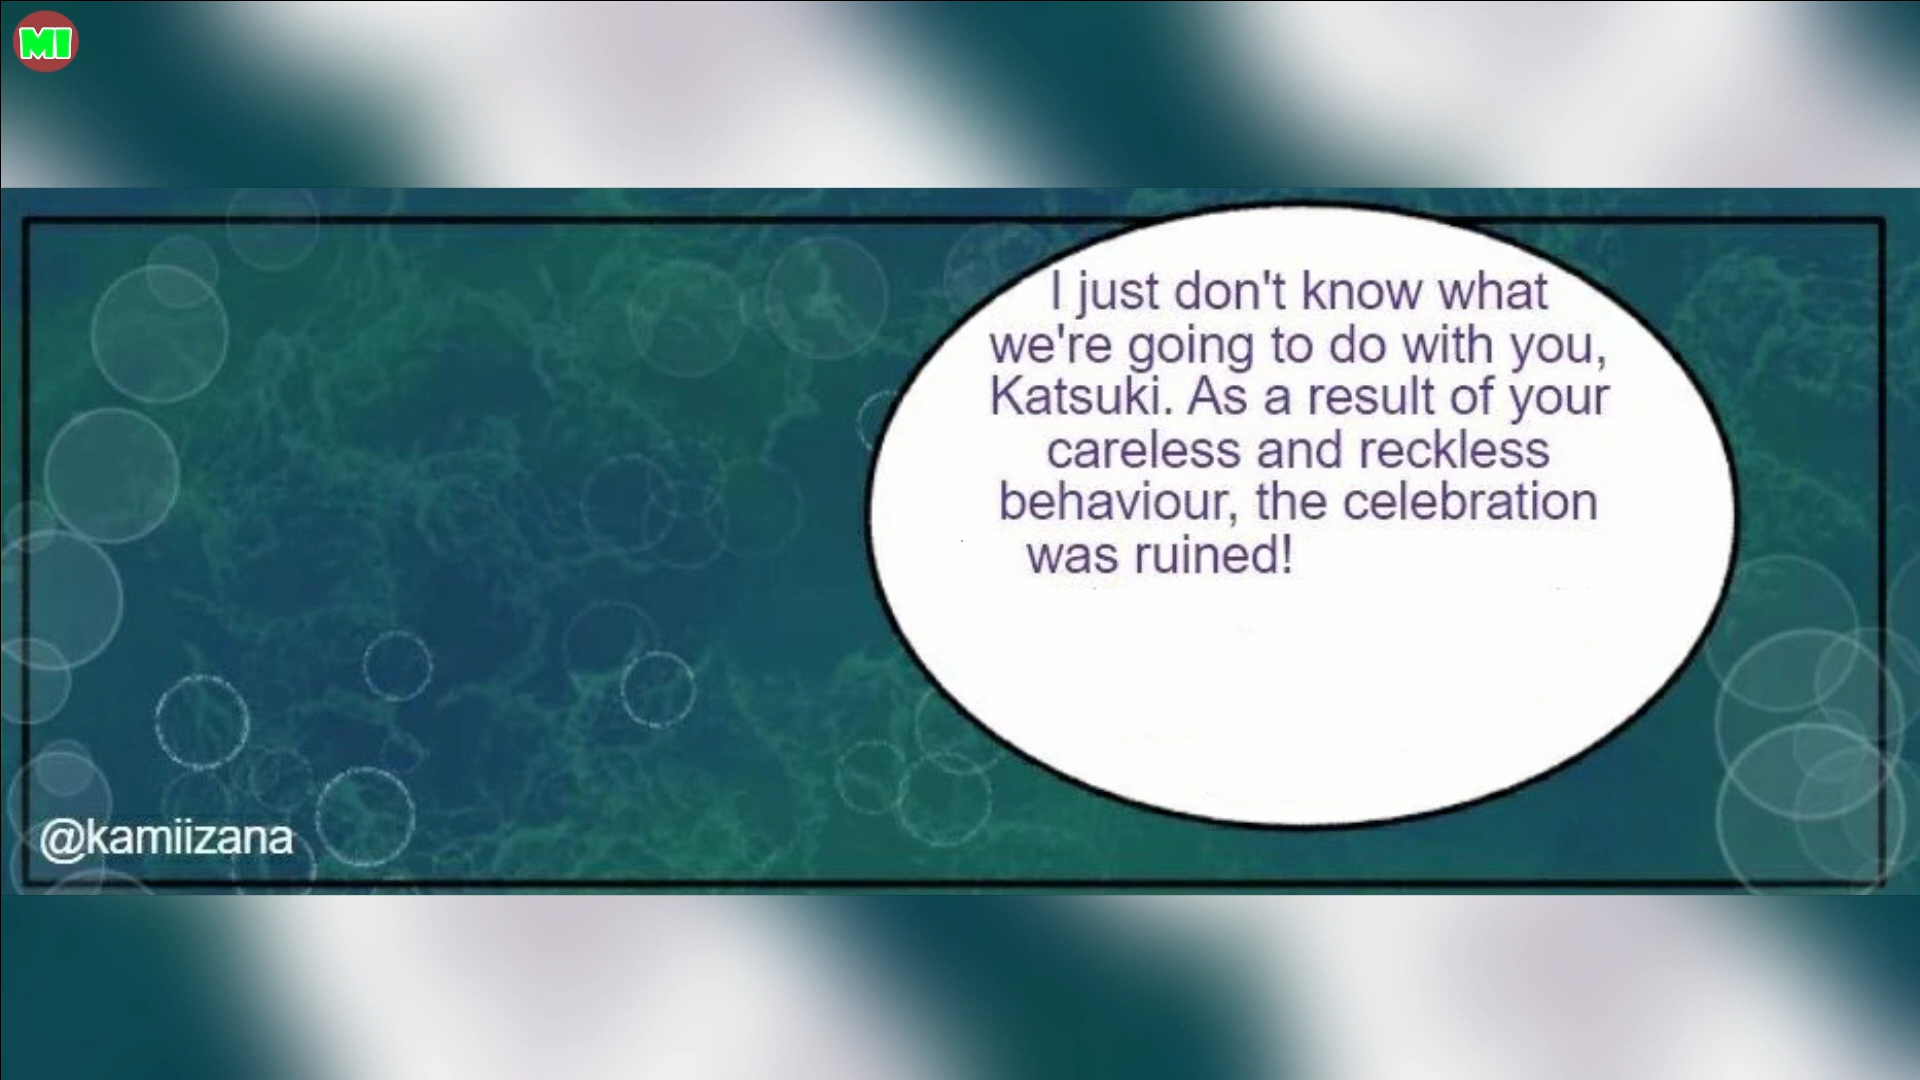 MI
I just don't know what
we're going to do with you,
Katsuki. As a result of your
careless and reckless
behaviour, the celebration
was ruined!
@kamiizana